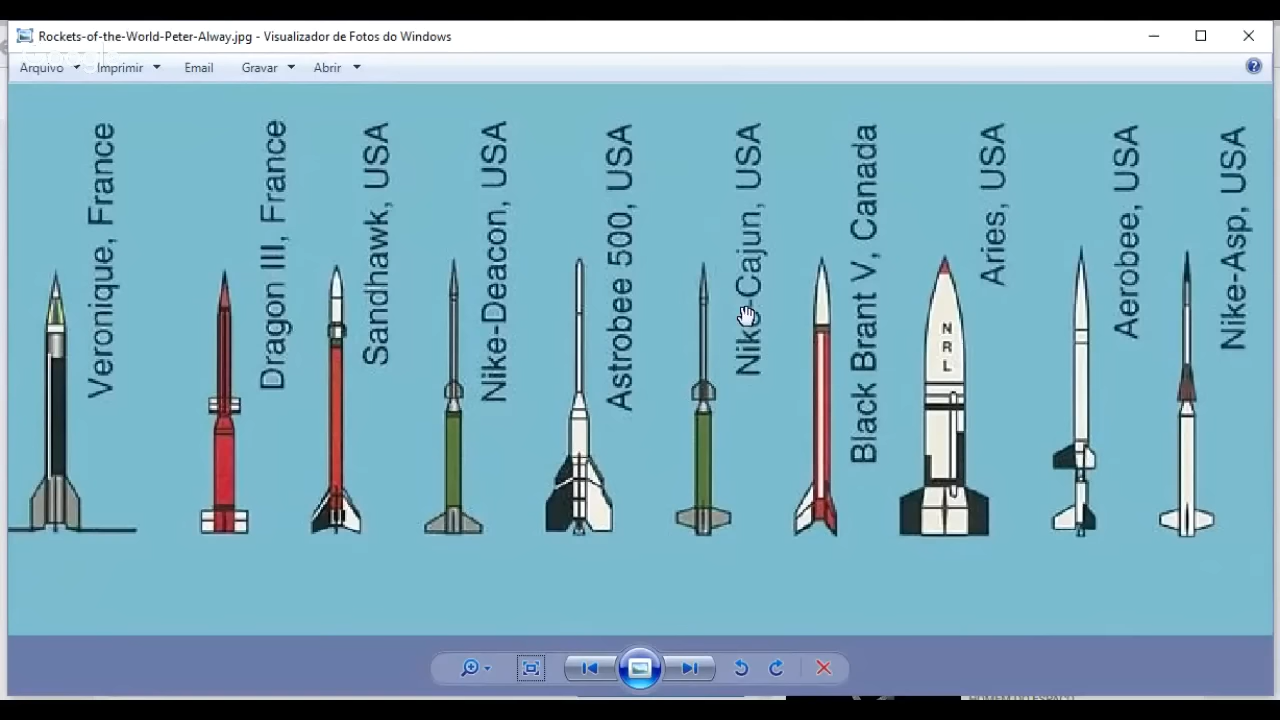 Rockets-of-the-World-Peter-Alway.jpg - Visualizador de Fotos do Windows
Arquivo Imprimir Email Gravar Abrir
Veronique, France
Dragon III, France
Sandhawk, USA
Nike-Deacon, USA
Astrobee 500, USA
Nike-Cajun, USA
Black Brant V, Canada
Aries, USA
Aerobee, USA
Nike-Asp, USA
N
R
L